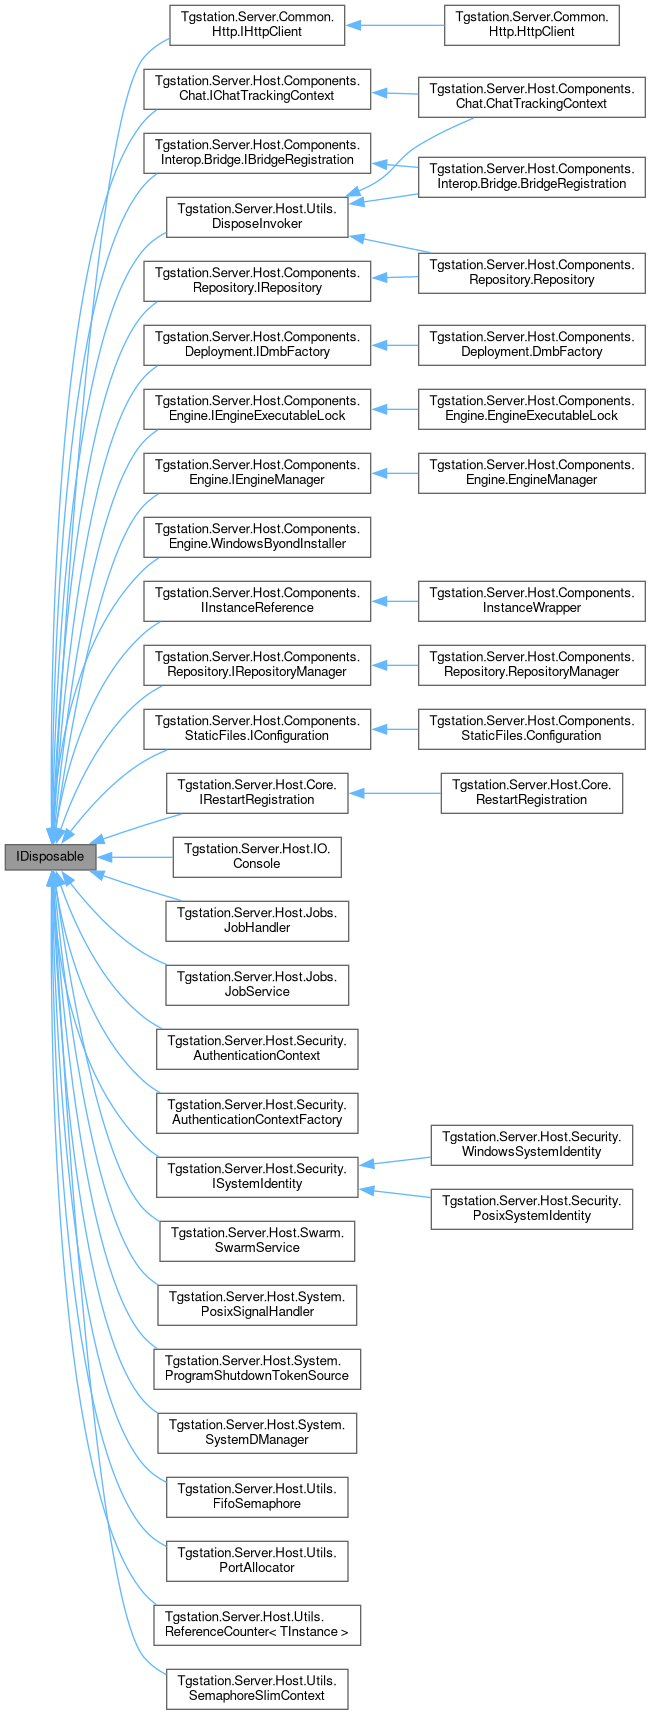 Tgstation.Server.Common.
Http.IHttpClient
Tgstation.Server.Common.
Http.HttpClient
Tgstation.Server.Host.Components.
Chat.IChatTrackingContext
Tgstation.Server.Host.Components.
Chat.ChatTrackingContext
Tgstation.Server.Host.Components.
Interop.Bridge.IBridgeRegistration
Tgstation.Server.Host.Components.
Interop.Bridge.BridgeRegistration
Tgstation.Server.Host.Utils.
DisposeInvoker
Tgstation.Server.Host.Components.
Repository.IRepository
Tgstation.Server.Host.Components.
Repository.Repository
Tgstation.Server.Host.Components.
Deployment.IDmbFactory
Tgstation.Server.Host.Components.
Deployment.DmbFactory
Tgstation.Server.Host.Components.
Engine.IEngineExecutableLock
Tgstation.Server.Host.Components.
Engine.EngineExecutableLock
Tgstation.Server.Host.Components.
Engine.IEngineManager
Tgstation.Server.Host.Components.
Engine.EngineManager
Tgstation.Server.Host.Components.
Engine.WindowsByondInstaller
Tgstation.Server.Host.Components.
IInstanceReference
Tgstation.Server.Host.Components.
InstanceWrapper
Tgstation.Server.Host.Components.
Repository.IRepositoryManager
Tgstation.Server.Host.Components.
Repository.RepositoryManager
Tgstation.Server.Host.Components.
StaticFiles.IConfiguration
Tgstation.Server.Host.Components.
StaticFiles.Configuration
Tgstation.Server.Host.Core.
IRestartRegistration
Tgstation.Server.Host.Core.
RestartRegistration
IDisposable
Tgstation.Server.Host.IO.
Console
Tgstation.Server.Host.Jobs.
JobHandler
Tgstation.Server.Host.Jobs.
JobService
Tgstation.Server.Host.Security.
AuthenticationContext
Tgstation.Server.Host.Security.
AuthenticationContextFactory
Tgstation.Server.Host.Security.
ISystemIdentity
Tgstation.Server.Host.Security.
WindowsSystemIdentity
Tgstation.Server.Host.Security.
PosixSystemIdentity
Tgstation.Server.Host.Swarm.
SwarmService
Tgstation.Server.Host.System.
PosixSignalHandler
Tgstation.Server.Host.System.
ProgramShutdownTokenSource
Tgstation.Server.Host.System.
SystemDManager
Tgstation.Server.Host.Utils.
FifoSemaphore
Tgstation.Server.Host.Utils.
PortAllocator
Tgstation.Server.Host.Utils.
ReferenceCounter< TInstance >
Tgstation.Server.Host.Utils.
SemaphoreSlimContext